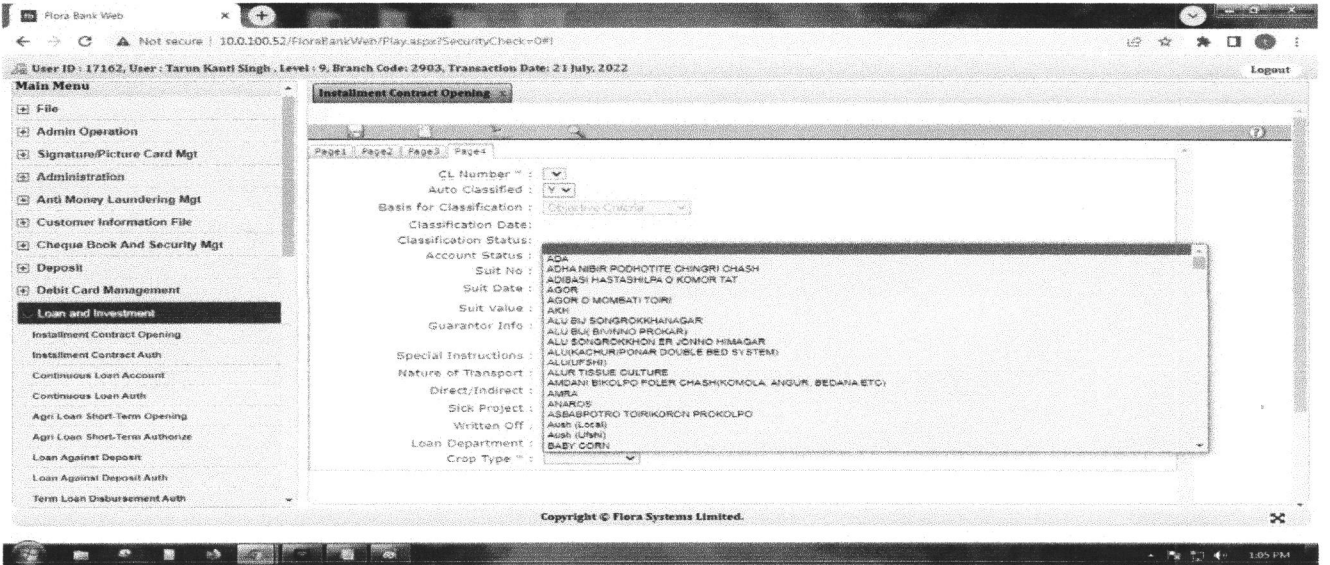 Flora Bank Web
Not secure | 10.0.100.52/FloraBankWeb/Play.aspx?SecurityCheck=0#!
User ID : 17162, User : Tarun Kanti Singh , Level : 9, Branch Code: 2903, Transaction Date: 21 July, 2022
Logout
Main Menu
File
Admin Operation
Signature/Picture Card Mgt
Administration
Anti Money Laundering Mgt
Customer Information File
Cheque Book And Security Mgt
Deposit
Debit Card Management
Loan and Investment
Installment Contract Opening
Installment Contract Auth
Continuous Loan Account
Continuous Loan Auth
Agri Loan Short-Term Opening
Agri Loan Short-Term Authorize
Loan Against Deposit
Loan Against Deposit Auth
Term Loan Disbursement Auth
Installment Contract Opening x
Page1 Page2 Page3 Page4
CL Number * :
Auto Classified : Y
Basis for Classification : Objective Criteria
Classification Date:
Classification Status:
Account Status :
Suit No :
Suit Date :
Suit Value :
Guarantor Info :
Special Instructions :
Nature of Transport :
Direct/Indirect :
Sick Project :
Written Off :
Loan Department :
Crop Type * :
ADA
ADHA NIBIR PODHOTITE CHINGRI CHASH
ADIBASI HASTASHILPA O KOMOR TAT
AGOR
AGOR O MOMBATI TOIRI
AKH
ALU BIJ SONGROKKHANAGAR
ALU BIJ( BIVINNO PROKAR)
ALU SONGROKKHON ER JONNO HIMAGAR
ALU(KACHURIPONAR DOUBLE BED SYSTEM)
ALU(UFSHI)
ALUR TISSUE CULTURE
AMDANI BIKOLPO FOLER CHASH(KOMOLA, ANGUR, BEDANA ETC)
AMRA
ANAROS
ASBABPOTRO TOIRIKORON PROKOLPO
Aush (Local)
Aush (Ufshi)
BABY CORN
Copyright © Flora Systems Limited.
1:05 PM